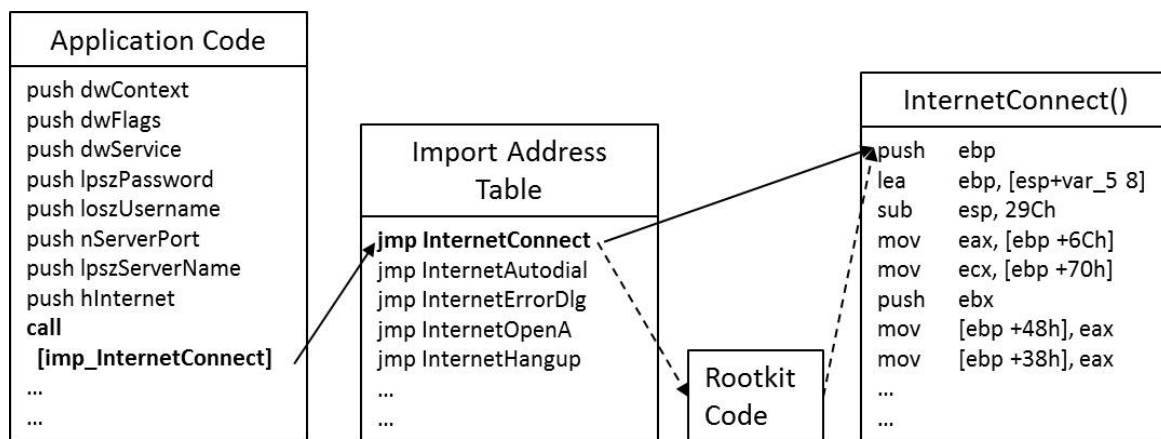 Application Code
push dwContext
push dwFlags
push dwService
push lpszPassword
push loszUsername
push nServerPort
push lpszServerName
push hInternet
call
[imp_InternetConnect]
...
...
Import Address
Table
jmp InternetConnect
jmp InternetAutodial
jmp InternetErrorDlg
jmp InternetOpenA
jmp InternetHangup
...
...
Rootkit
Code
InternetConnect()
push ebp
lea ebp, [esp+var_5 8]
sub esp, 29Ch
mov eax, [ebp +6Ch]
mov ecx, [ebp +70h]
push ebx
mov [ebp +48h], eax
mov [ebp +38h], eax
...
...